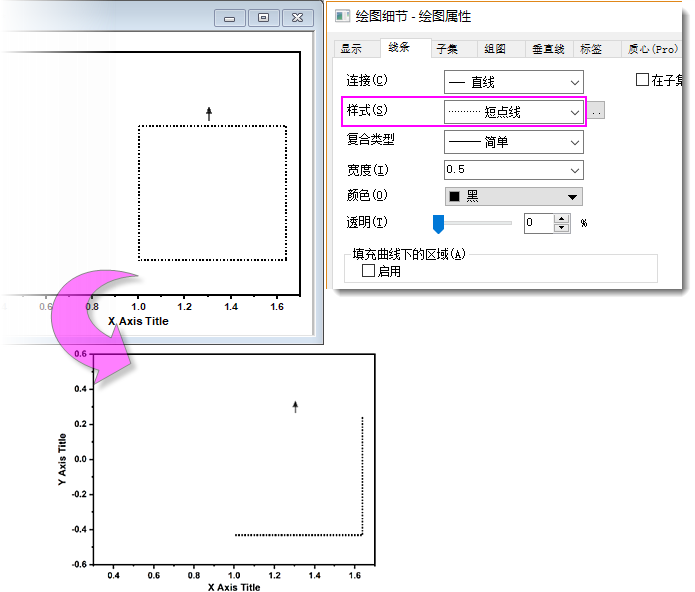 绘图细节 - 绘图属性
显示 线条 子集 组图 垂直线 标签 质心(Pro)
连接(C) 直线 在子集
样式(S) 短点线 ..
复合类型 简单
宽度(I) 0.5
颜色(O) 黑
透明(T) 0 %
填充曲线下的区域(A)
启用
0.6 0.8 1.0 1.2 1.4 1.6
X Axis Title
0.6
0.4
0.2
0.0
-0.2
-0.4
-0.6
Y Axis Title
0.4 0.6 0.8 1.0 1.2 1.4 1.6
X Axis Title